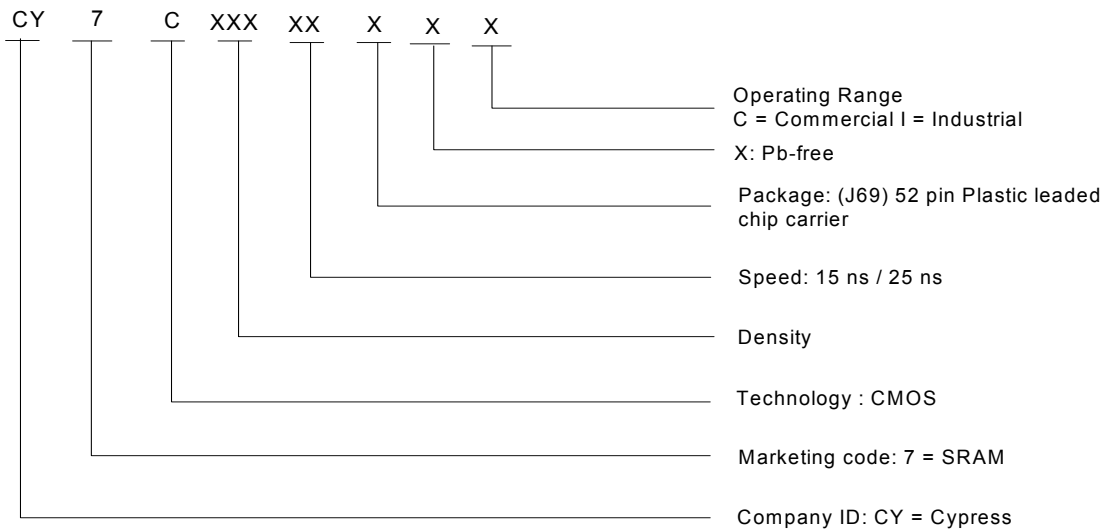 CY 7 C XXX XX X X X
Operating Range
C = Commercial I = Industrial
X: Pb-free
Package: (J69) 52 pin Plastic leaded
chip carrier
Speed: 15 ns / 25 ns
Density
Technology : CMOS
Marketing code: 7 = SRAM
Company ID: CY = Cypress